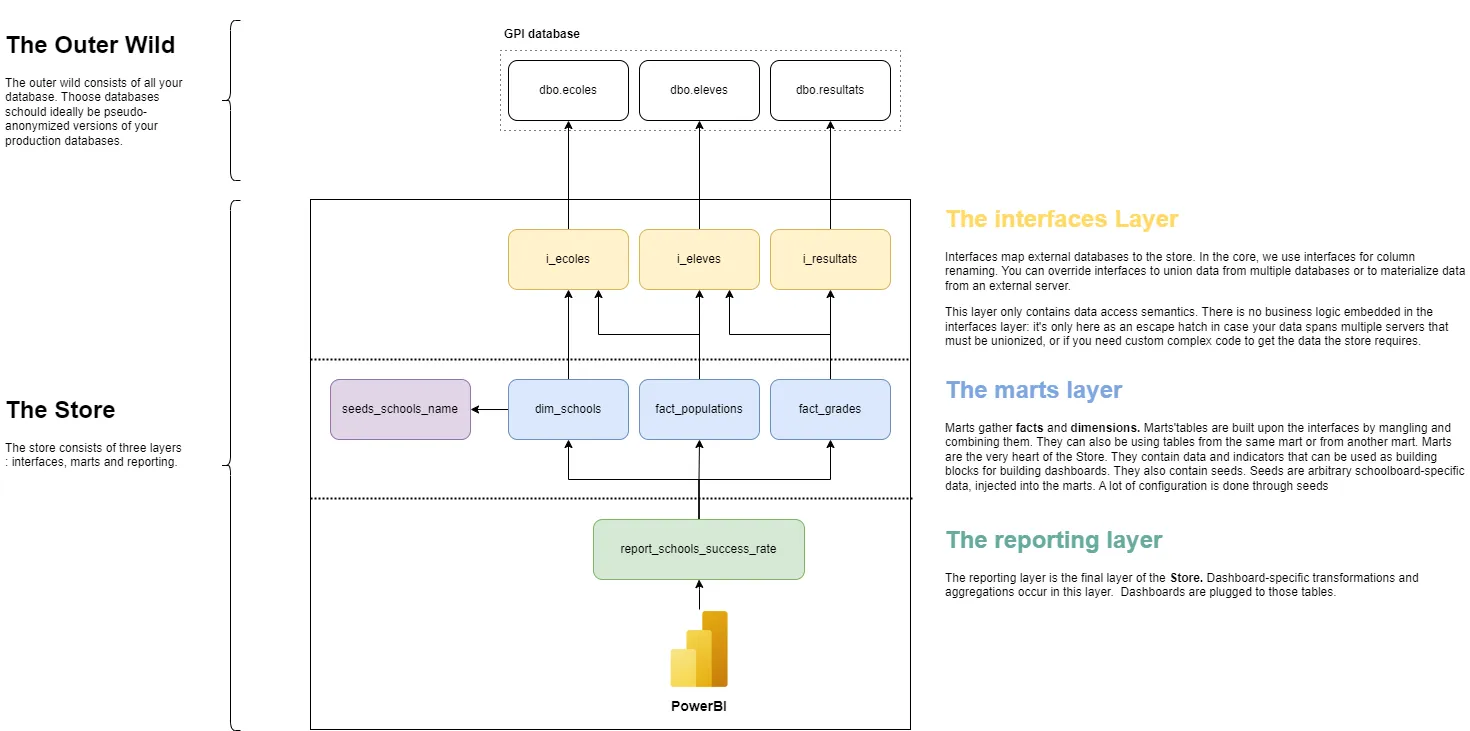 The Outer Wild
The outer wild consists of all your
database. Thoose databases
schould ideally be pseudo-
anonymized versions of your
production databases.
GPI database
dbo.ecoles
dbo.eleves
dbo.resultats
The Store
The store consists of three layers
: interfaces, marts and reporting.
i_ecoles
i_eleves
i_resultats
seeds_schools_name
dim_schools
fact_populations
fact_grades
report_schools_success_rate
PowerBI
The interfaces Layer
Interfaces map external databases to the store. In the core, we use interfaces for column
renaming. You can override interfaces to union data from multiple databases or to materialize data
from an external server.
This layer only contains data access semantics. There is no business logic embedded in the
interfaces layer: it's only here as an escape hatch in case your data spans multiple servers that
must be unionized, or if you need custom complex code to get the data the store requires.
The marts layer
Marts gather facts and dimensions. Marts'tables are built upon the interfaces by mangling and
combining them. They can also be using tables from the same mart or from another mart. Marts
are the very heart of the Store. They contain data and indicators that can be used as building
blocks for building dashboards. They also contain seeds. Seeds are arbitrary schoolboard-specific
data, injected into the marts. A lot of configuration is done through seeds
The reporting layer
The reporting layer is the final layer of the Store. Dashboard-specific transformations and
aggregations occur in this layer.  Dashboards are plugged to those tables.